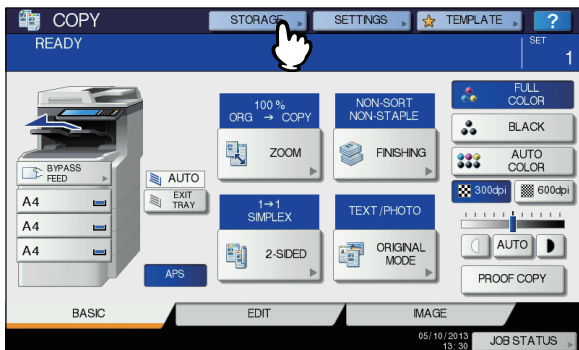 COPY
STORAGE
SETTINGS
TEMPLATE
?
READY
SET
1
100 %
ORG → COPY
ZOOM
NON-SORT
NON-STAPLE
FINISHING
FULL
COLOR
BLACK
AUTO
COLOR
300dpi
600dpi
BYPASS
FEED
A4
A4
A4
A4
AUTO
EXIT
TRAY
APS
1→1
SIMPLEX
2-SIDED
TEXT/PHOTO
ORIGINAL
MODE
AUTO
PROOF COPY
BASIC
EDIT
IMAGE
05/10/2013
13:30
JOB STATUS